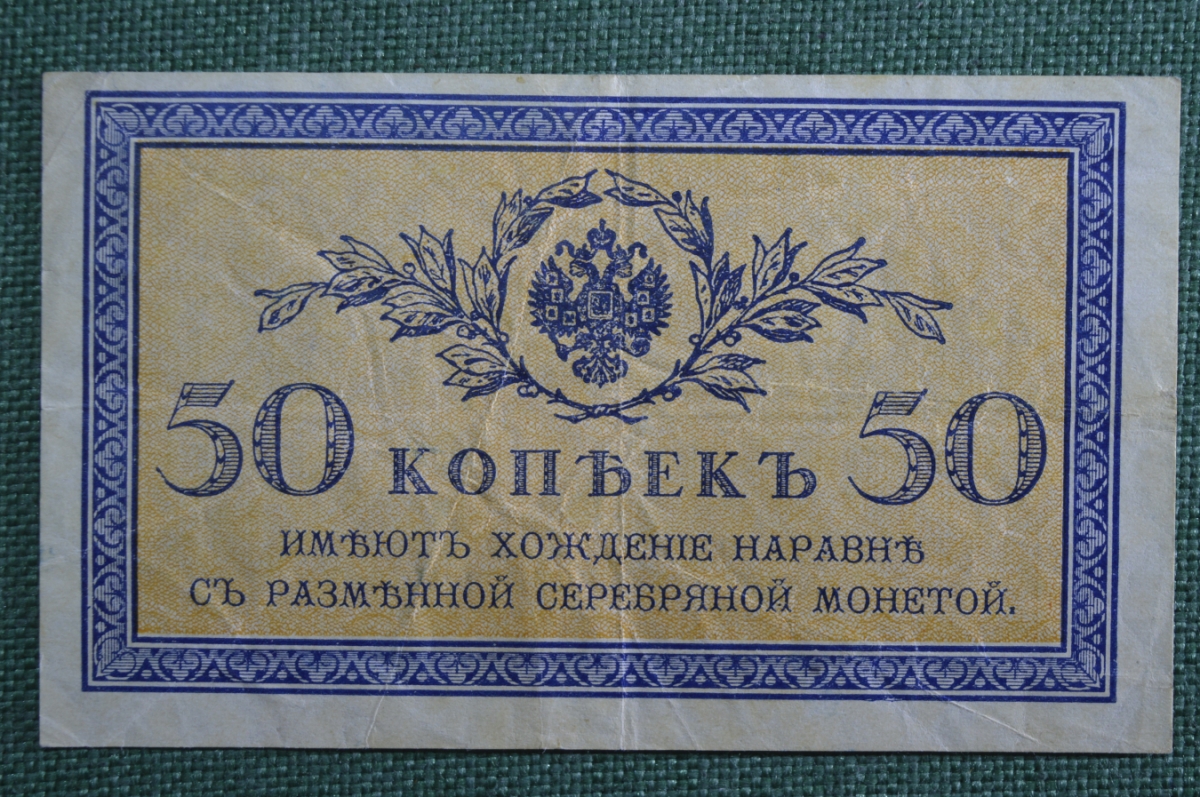 50 КОПѢЕКЪ 50
ИМѢЮТЪ ХОЖДЕНІЕ НАРАВНѢ
СЪ РАЗМѢННОЙ СЕРЕБРЯНОЙ МОНЕТОЙ.